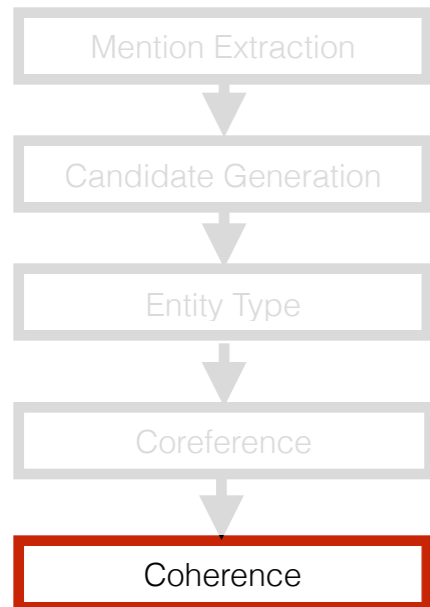 Mention Extraction
Candidate Generation
Entity Type
Coreference
Coherence